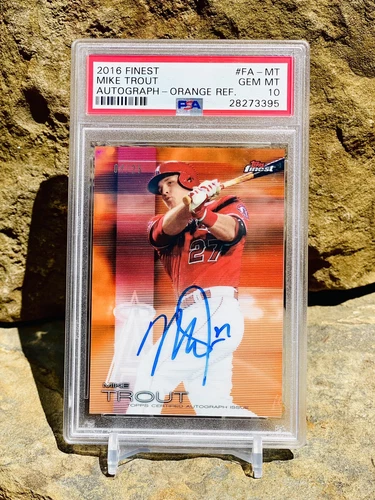 2016 FINEST #FA-MT
MIKE TROUT GEM MT
AUTOGRAPH-ORANGE REF. 10
PSA 28273395
Topps
finest
27
MIKE
TROUT
TOPPS CERTIFIED AUTOGRAPH ISSUE